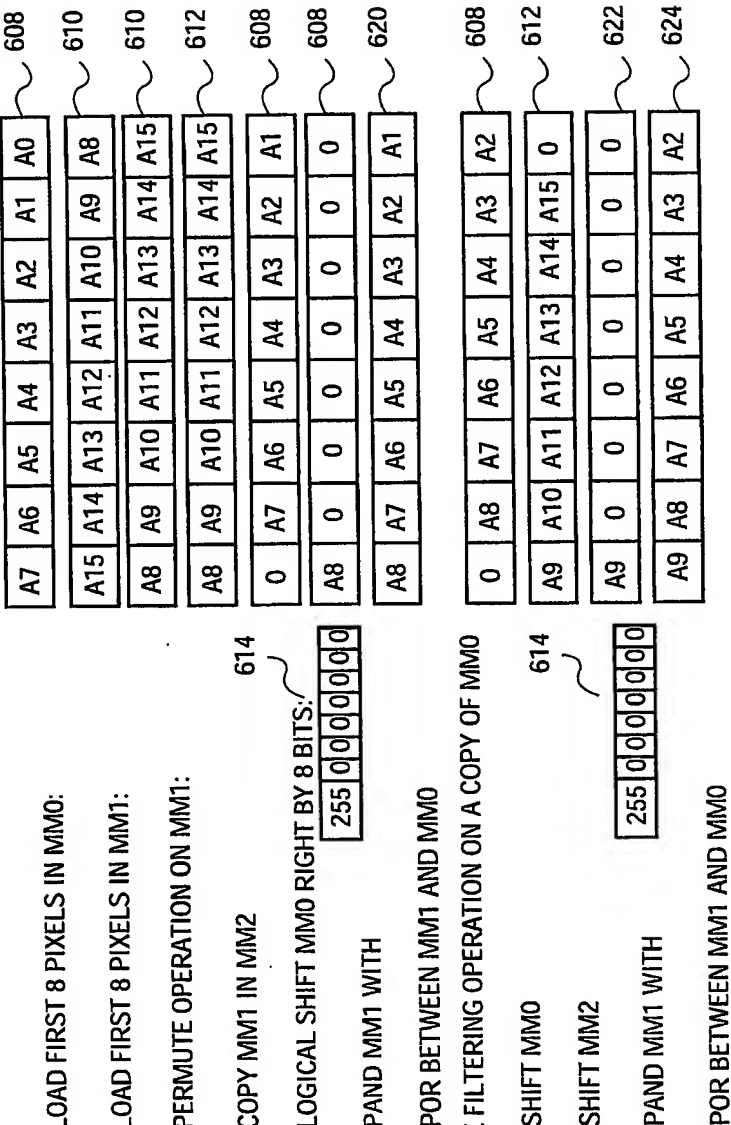 LOAD FIRST 8 PIXELS IN MM0: A7 A6 A5 A4 A3 A2 A1 A0 608
LOAD FIRST 8 PIXELS IN MM1: A15 A14 A13 A12 A11 A10 A9 A8 610
PERMUTE OPERATION ON MM1: A8 A9 A10 A11 A12 A13 A14 A15 610
COPY MM1 IN MM2 A8 A9 A10 A11 A12 A13 A14 A15 612
614
LOGICAL SHIFT MM0 RIGHT BY 8 BITS: 0 A7 A6 A5 A4 A3 A2 A1 608
PAND MM1 WITH 255 0 0 0 0 0 0 0 A8 0 0 0 0 0 0 0 608
POR BETWEEN MM1 AND MM0 A8 A7 A6 A5 A4 A3 A2 A1 620
FILTERING OPERATION ON A COPY OF MM0
SHIFT MM0 0 A8 A7 A6 A5 A4 A3 A2 608
614
SHIFT MM2 A9 A10 A11 A12 A13 A14 A15 0 612
PAND MM1 WITH 255 0 0 0 0 0 0 0 A9 0 0 0 0 0 0 0 622
POR BETWEEN MM1 AND MM0 A9 A8 A7 A6 A5 A4 A3 A2 624